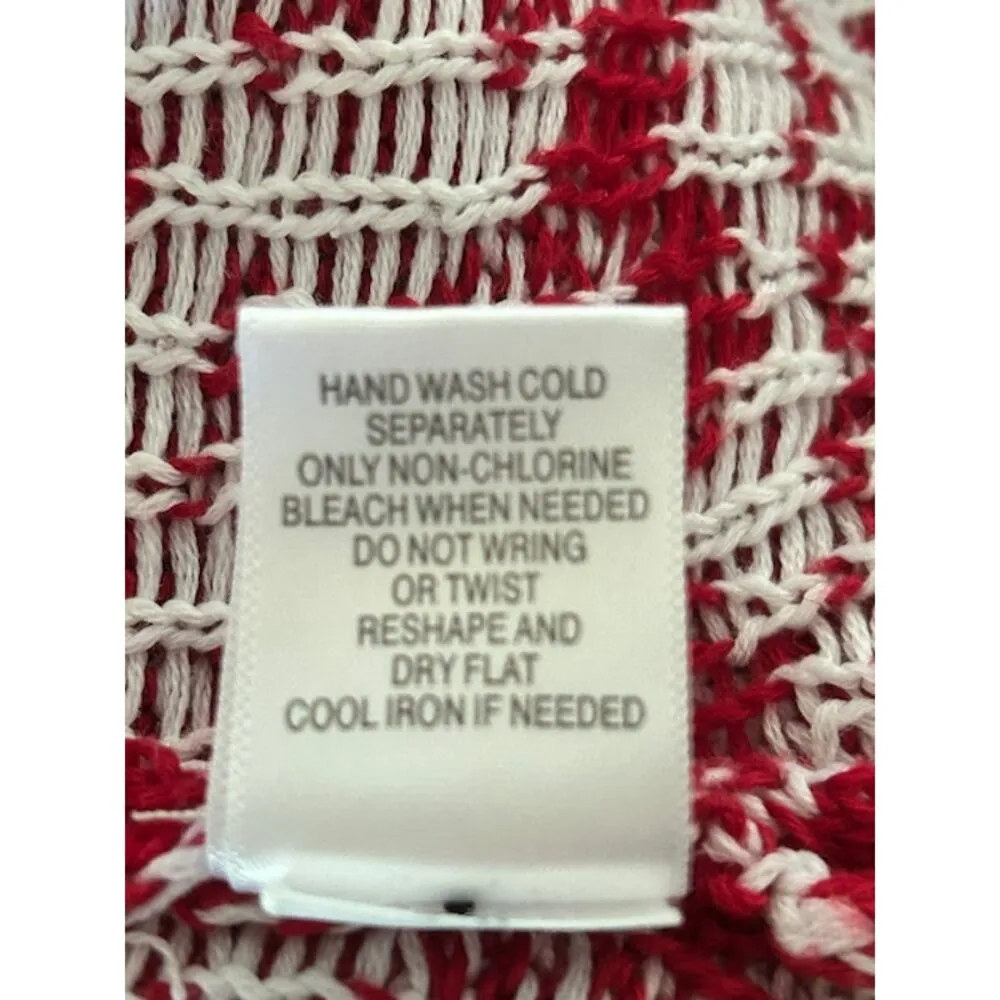 HAND WASH COLD
SEPARATELY
ONLY NON-CHLORINE
BLEACH WHEN NEEDED
DO NOT WRING
OR TWIST
RESHAPE AND
DRY FLAT
COOL IRON IF NEEDED